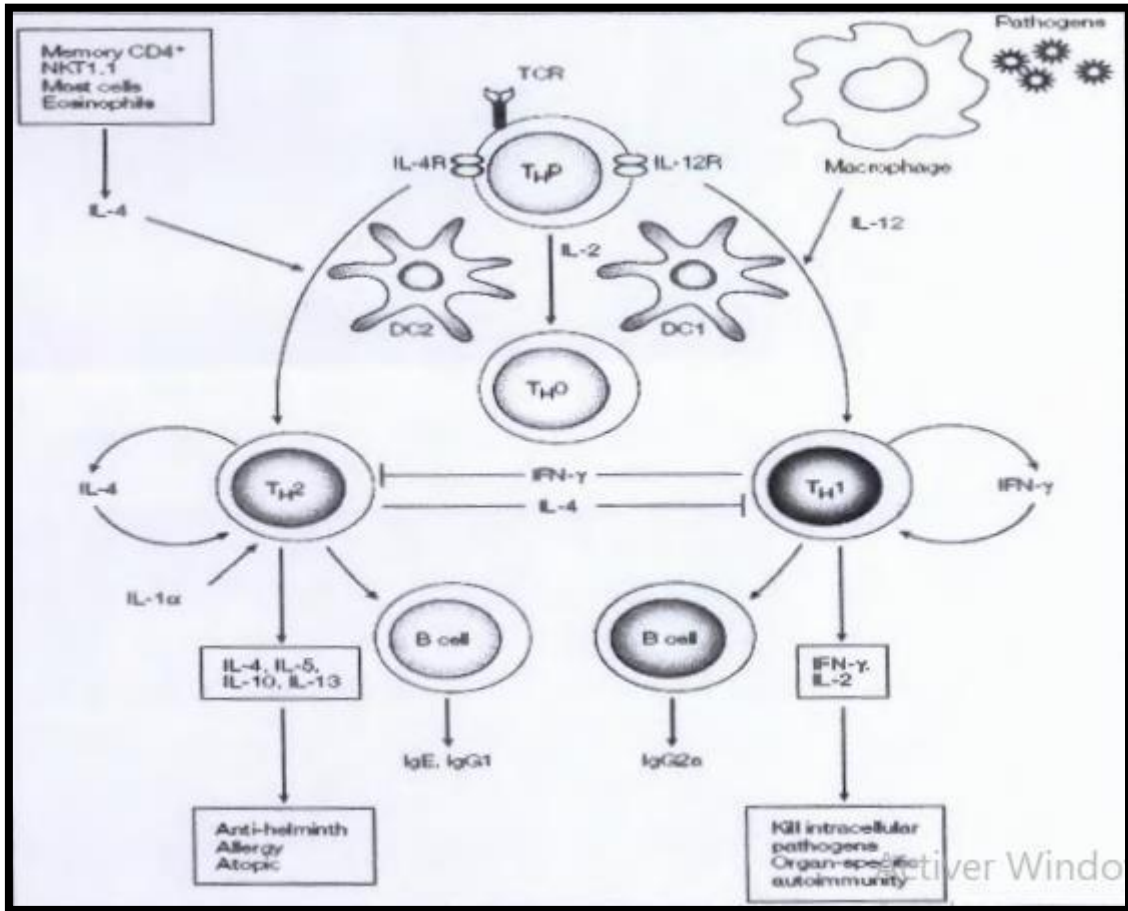 Memory CD4+
NKT1.1
Mast cells
Eosinophils
Pathogens
TCR
IL-4R
THP
IL-12R
Macrophage
IL-4
IL-12
IL-2
DC2
DC1
TH0
IFN-γ
IL-4
TH2
TH1
IL-4
IFN-γ
IL-1α
B cell
B cell
IL-4, IL-5,
IL-10, IL-13
IFN-γ,
IL-2
IgE, IgG1
IgG2a
Anti-helminth
Allergy
Atopic
Kill intracellular
pathogens
Organ-specific
autoimmunity
Activer Windo